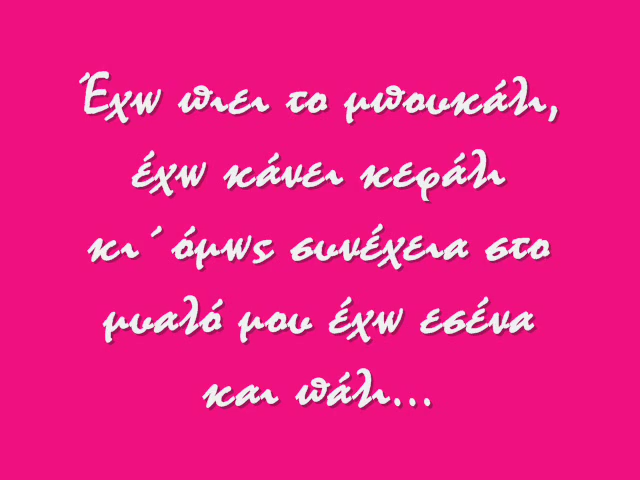 Έχω πιει το μπουκάλι,
έχω κάνει κεφάλι
κι΄ όμως συνέχεια στο
μυαλό μου έχω εσένα
και πάλι...